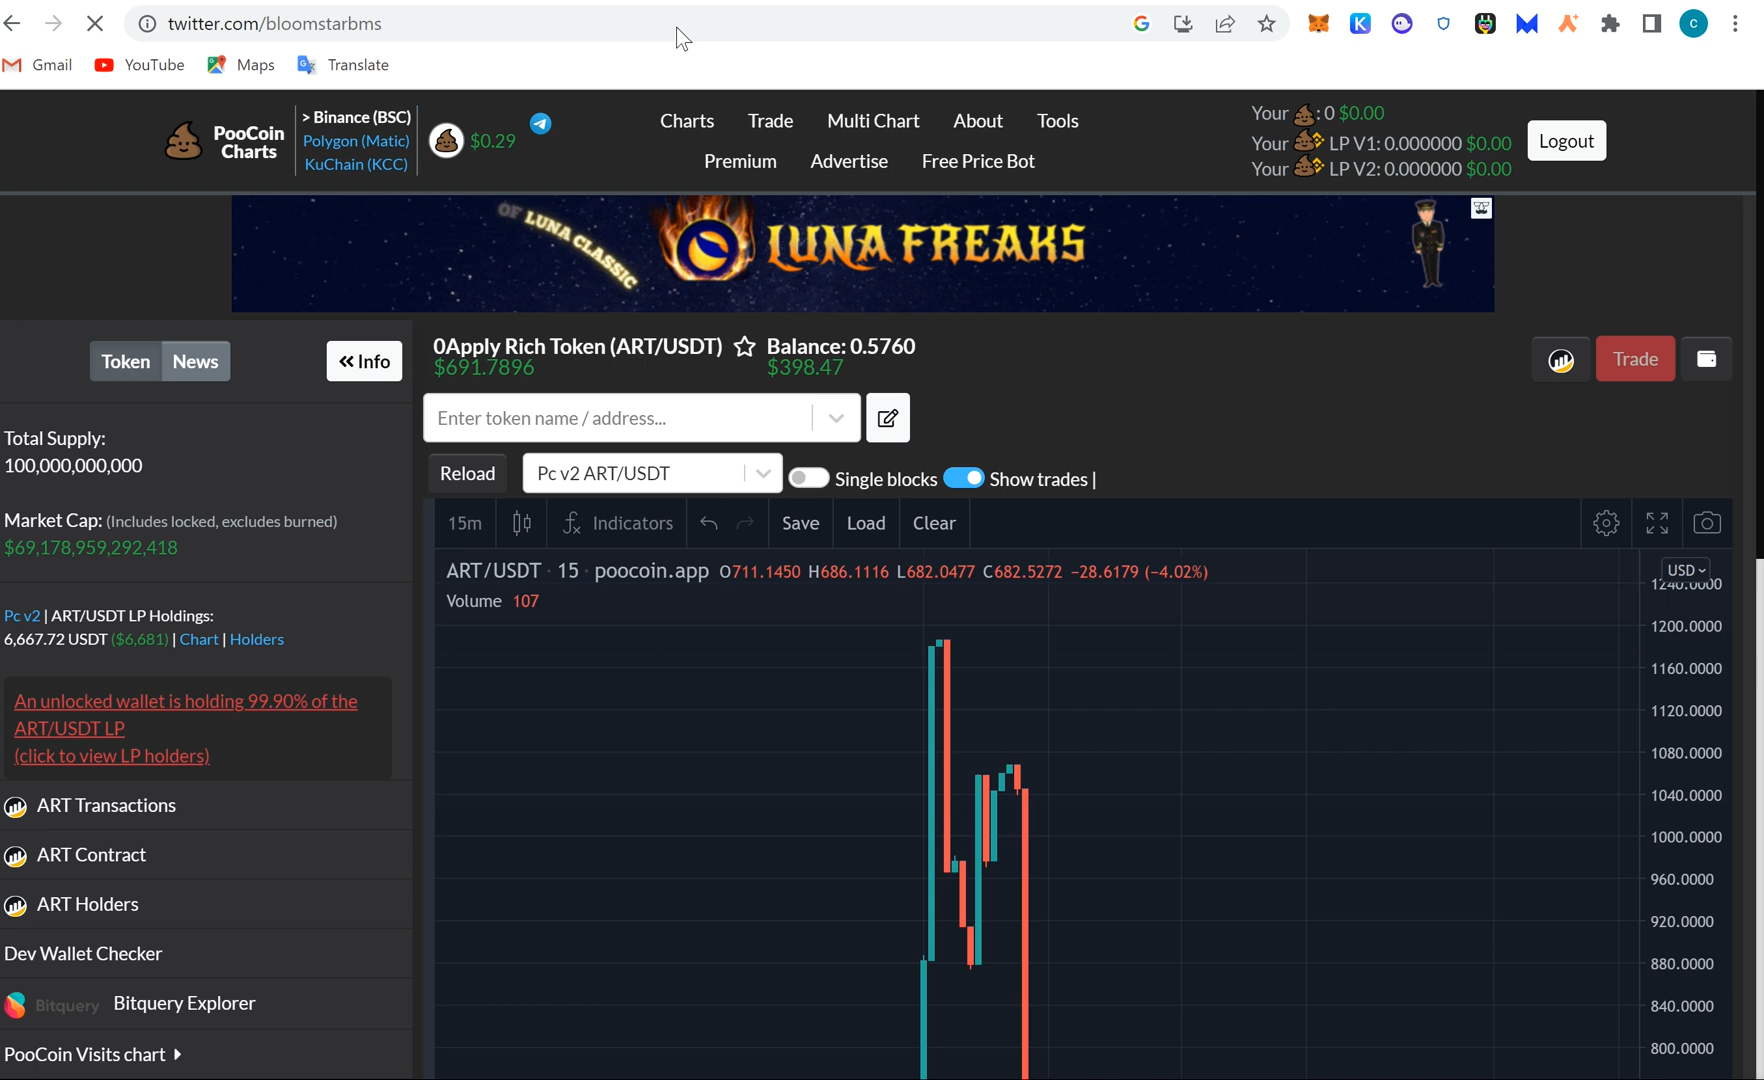 twitter.com/bloomstarbms
Gmail YouTube Maps Translate
PooCoin Charts
> Binance (BSC)
Polygon (Matic)
KuChain (KCC)
$0.29
Charts Trade Multi Chart About Tools
Premium Advertise Free Price Bot
Your : 0 $0.00
Your LP V1: 0.000000 $0.00
Your LP V2: 0.000000 $0.00
Logout
OF LUNA CLASSIC
LUNA FREAKS
Token News
« Info
0Apply Rich Token (ART/USDT) Balance: 0.5760
$691.7896 $398.47
Trade
Enter token name / address...
Reload Pc v2 ART/USDT Single blocks Show trades |
Total Supply:
100,000,000,000
Market Cap: (Includes locked, excludes burned)
$69,178,959,292,418
Pc v2 | ART/USDT LP Holdings:
6,667.72 USDT ($6,681) | Chart | Holders
An unlocked wallet is holding 99.90% of the
ART/USDT LP
(click to view LP holders)
ART Transactions
ART Contract
ART Holders
Dev Wallet Checker
Bitquery Bitquery Explorer
PooCoin Visits chart
15m Indicators Save Load Clear
ART/USDT · 15 · poocoin.app O711.1450 H686.1116 L682.0477 C682.5272 −28.6179 (−4.02%)
Volume 107
USD
1240.0000
1200.0000
1160.0000
1120.0000
1080.0000
1040.0000
1000.0000
960.0000
920.0000
880.0000
840.0000
800.0000
C